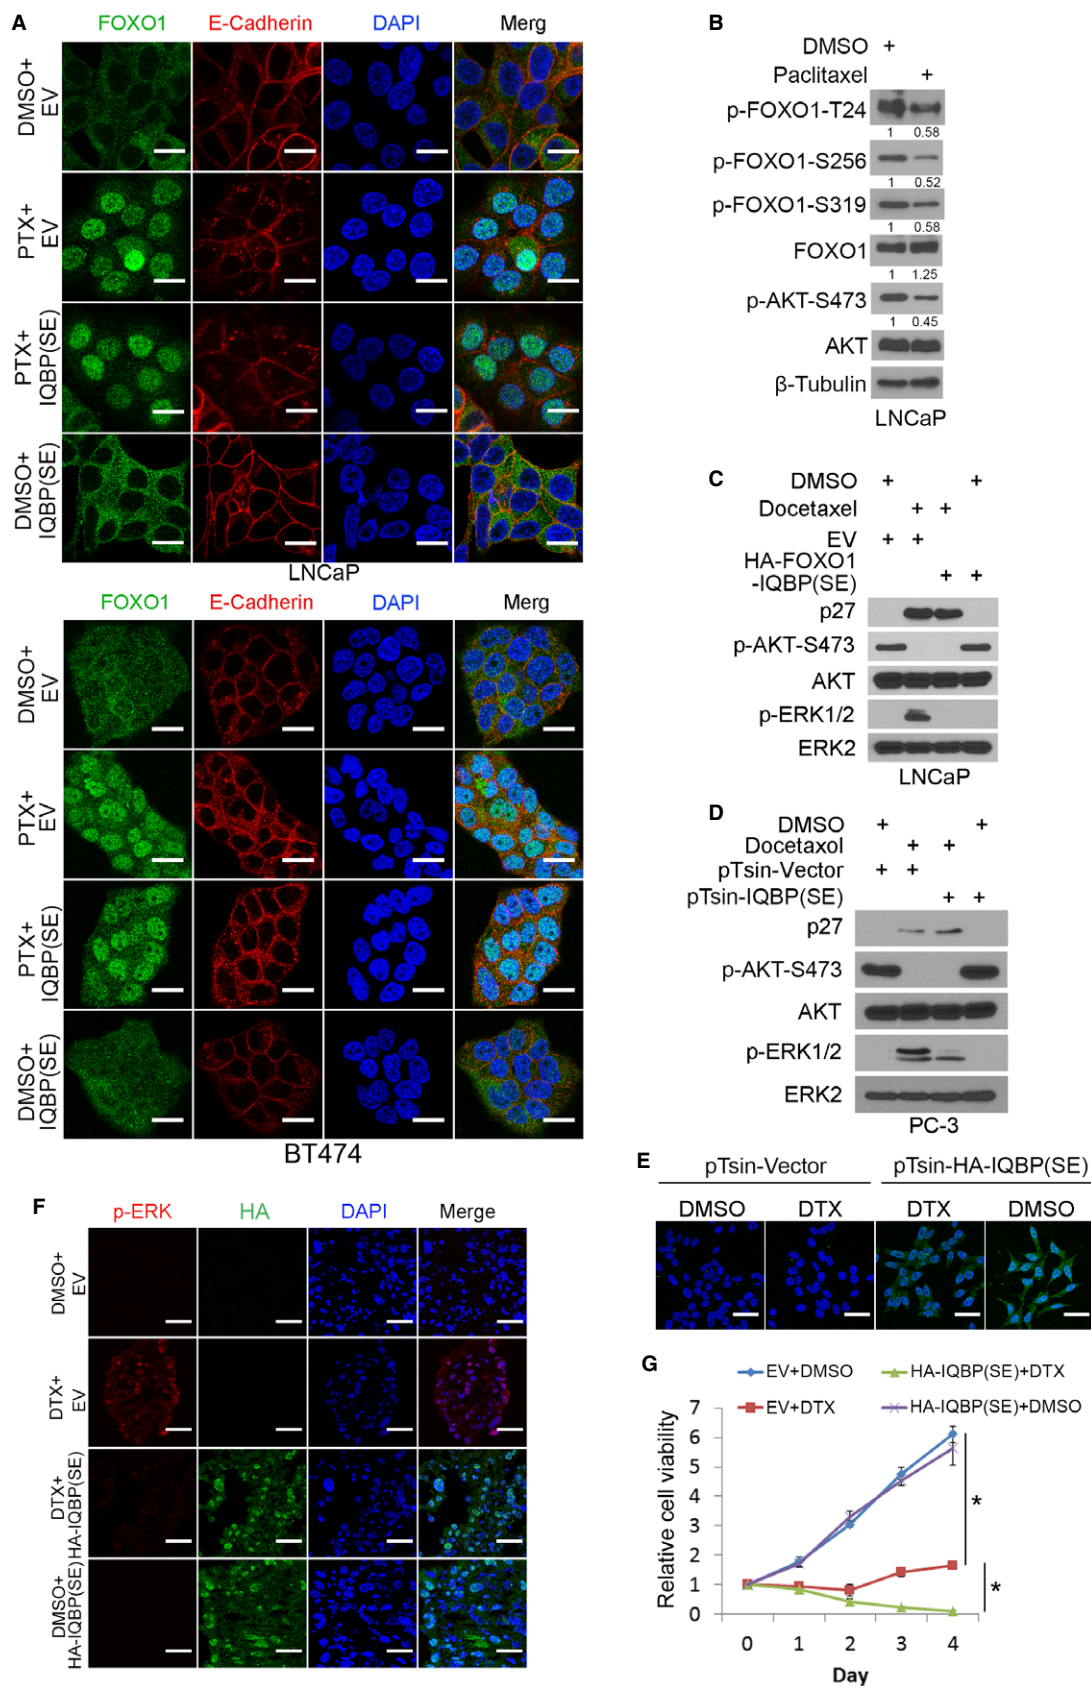 A
FOXO1 E-Cadherin DAPI Merg
DMSO+ EV
PTX+ EV
PTX+ IQBP(SE)
DMSO+ IQBP(SE)
LNCaP
FOXO1 E-Cadherin DAPI Merg
DMSO+ EV
PTX+ EV
PTX+ IQBP(SE)
DMSO+ IQBP(SE)
BT474
B
DMSO +
Paclitaxel +
p-FOXO1-T24
1 0.58
p-FOXO1-S256
1 0.52
p-FOXO1-S319
1 0.58
FOXO1
1 1.25
p-AKT-S473
1 0.45
AKT
β-Tubulin
LNCaP
C
DMSO + +
Docetaxel + +
EV + +
HA-FOXO1
-IQBP(SE) + +
p27
p-AKT-S473
AKT
p-ERK1/2
ERK2
LNCaP
D
DMSO + +
Docetaxol + +
pTsin-Vector + +
pTsin-IQBP(SE) + +
p27
p-AKT-S473
AKT
p-ERK1/2
ERK2
PC-3
E
pTsin-Vector pTsin-HA-IQBP(SE)
DMSO DTX DTX DMSO
F
p-ERK HA DAPI Merge
DMSO+ EV
DTX+ EV
DTX+ HA-IQBP(SE)
DMSO+ HA-IQBP(SE)
G
EV+DMSO HA-IQBP(SE)+DTX
EV+DTX HA-IQBP(SE)+DMSO
Relative cell viability
7
6
5
4
3
2
1
0
*
*
0 1 2 3 4
Day